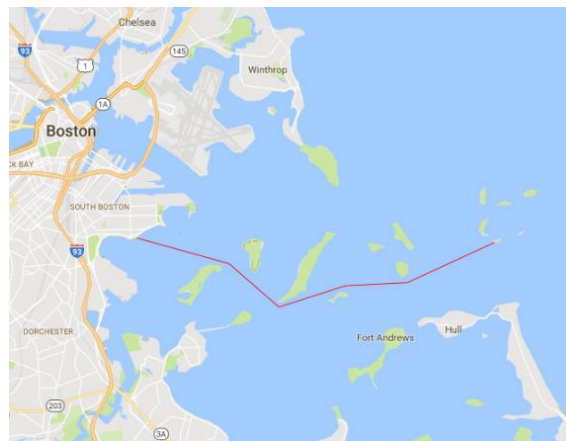 Chelsea
93
1
145
Winthrop
1A
Boston
CK BAY
SOUTH BOSTON
93
DORCHESTER
Fort Andrews
Hull
203
3A